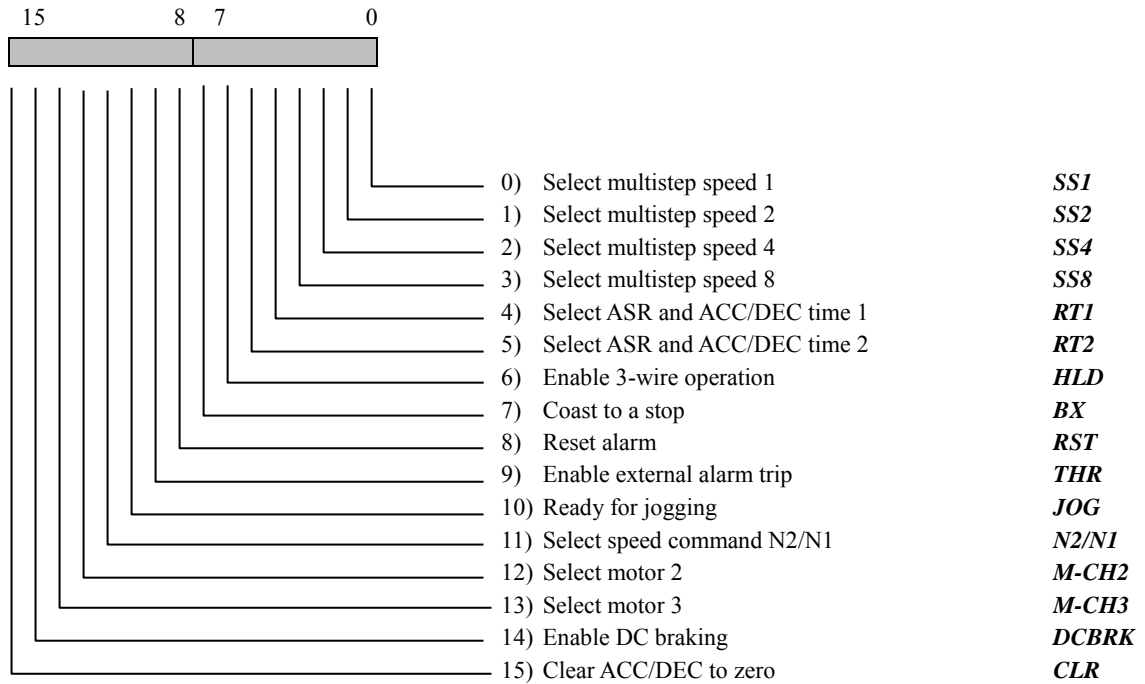 15 8 7 0
0) Select multistep speed 1 SS1
1) Select multistep speed 2 SS2
2) Select multistep speed 4 SS4
3) Select multistep speed 8 SS8
4) Select ASR and ACC/DEC time 1 RT1
5) Select ASR and ACC/DEC time 2 RT2
6) Enable 3-wire operation HLD
7) Coast to a stop BX
8) Reset alarm RST
9) Enable external alarm trip THR
10) Ready for jogging JOG
11) Select speed command N2/N1 N2/N1
12) Select motor 2 M-CH2
13) Select motor 3 M-CH3
14) Enable DC braking DCBRK
15) Clear ACC/DEC to zero CLR